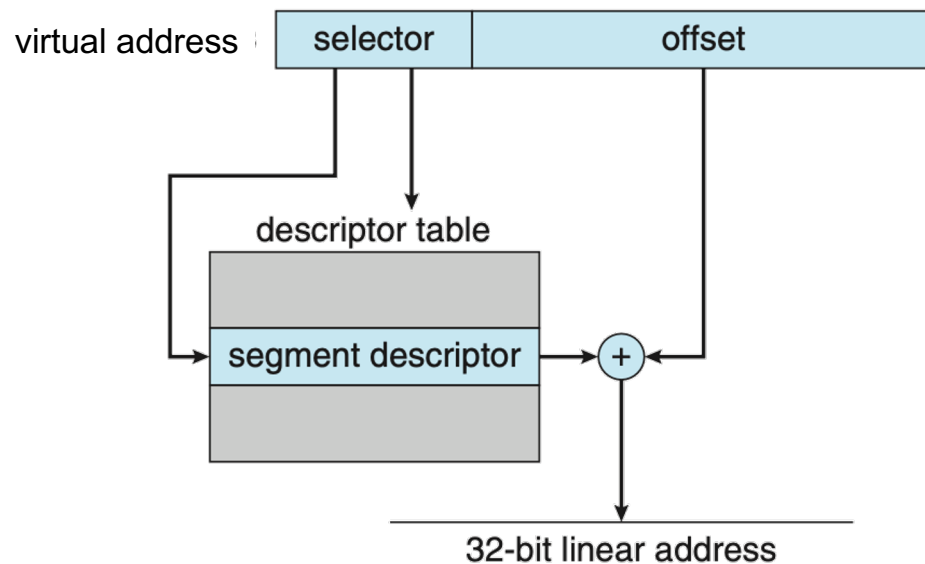 virtual address
selector
offset
descriptor table
segment descriptor
+
32-bit linear address